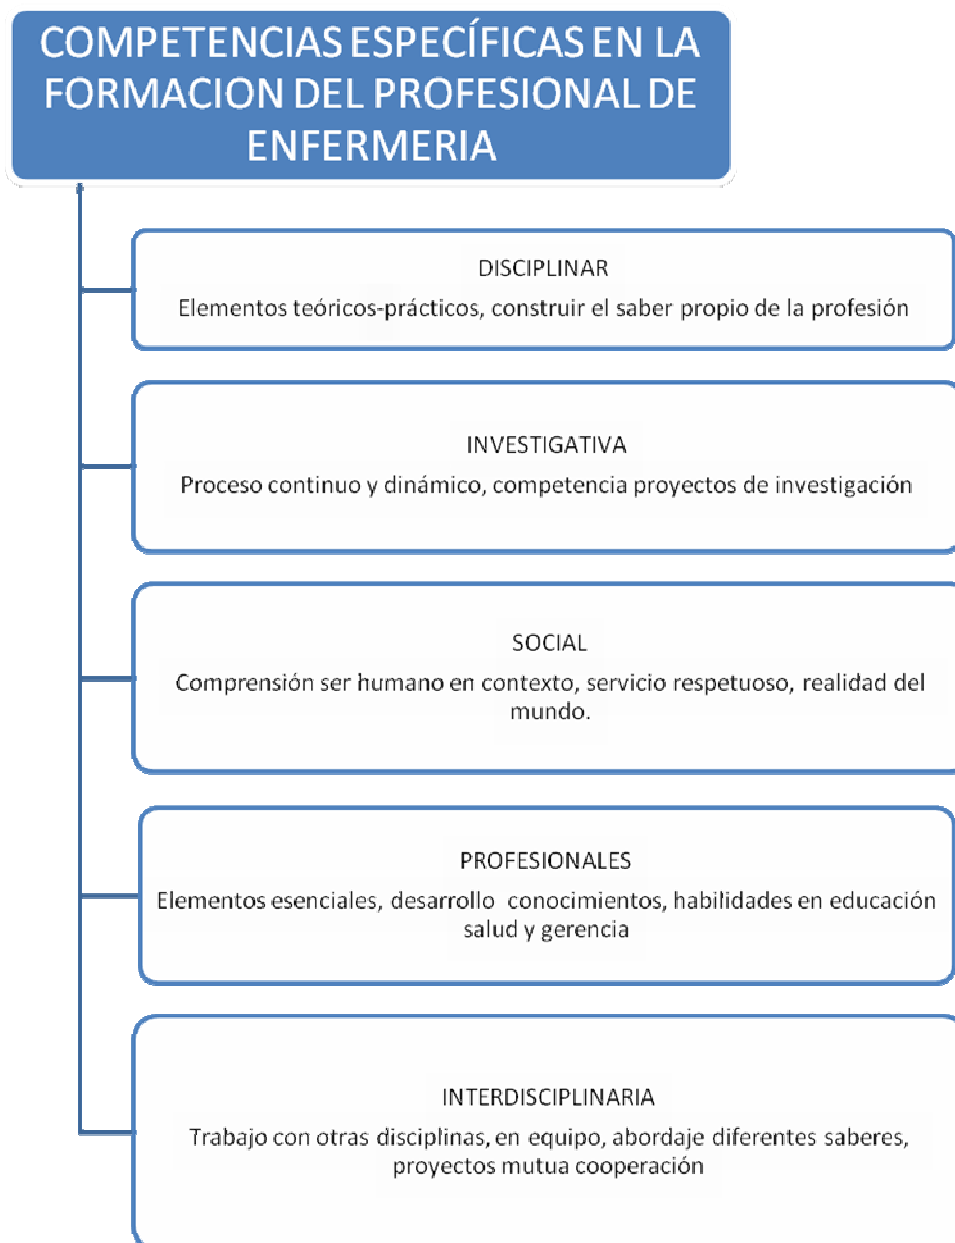 COMPETENCIAS ESPECÍFICAS EN LA
FORMACION DEL PROFESIONAL DE
ENFERMERIA
DISCIPLINAR
Elementos teóricos-prácticos, construir el saber propio de la profesión
INVESTIGATIVA
Proceso continuo y dinámico, competencia proyectos de investigación
SOCIAL
Comprensión ser humano en contexto, servicio respetuoso, realidad del
mundo.
PROFESIONALES
Elementos esenciales, desarrollo conocimientos, habilidades en educación
salud y gerencia
INTERDISCIPLINARIA
Trabajo con otras disciplinas, en equipo, abordaje diferentes saberes,
proyectos mutua cooperación